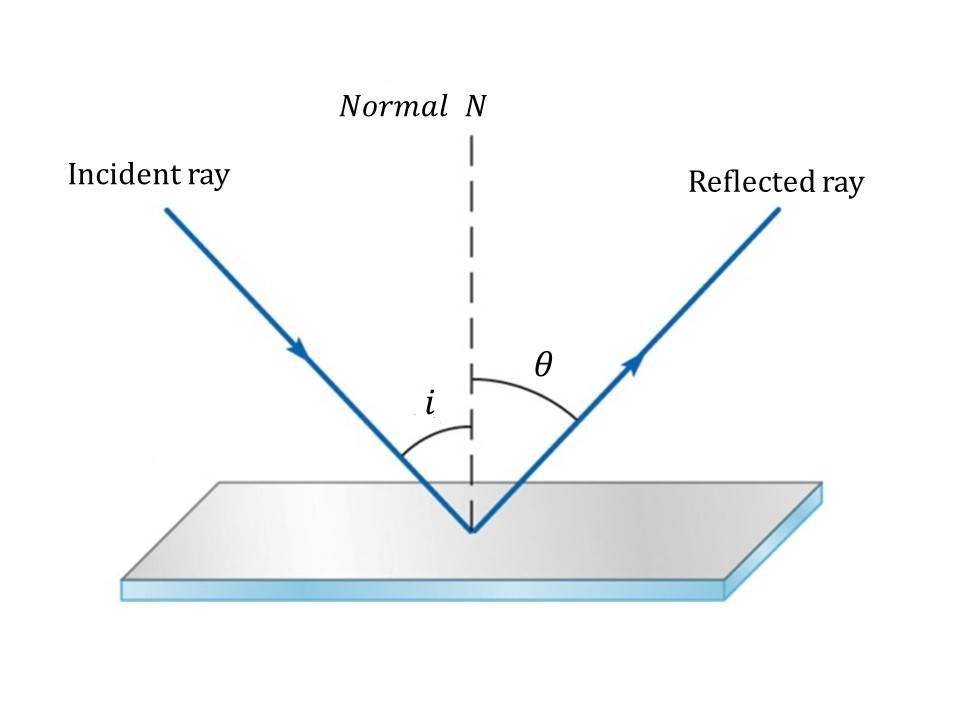 Normal N
Incident ray
Reflected ray
θ
i